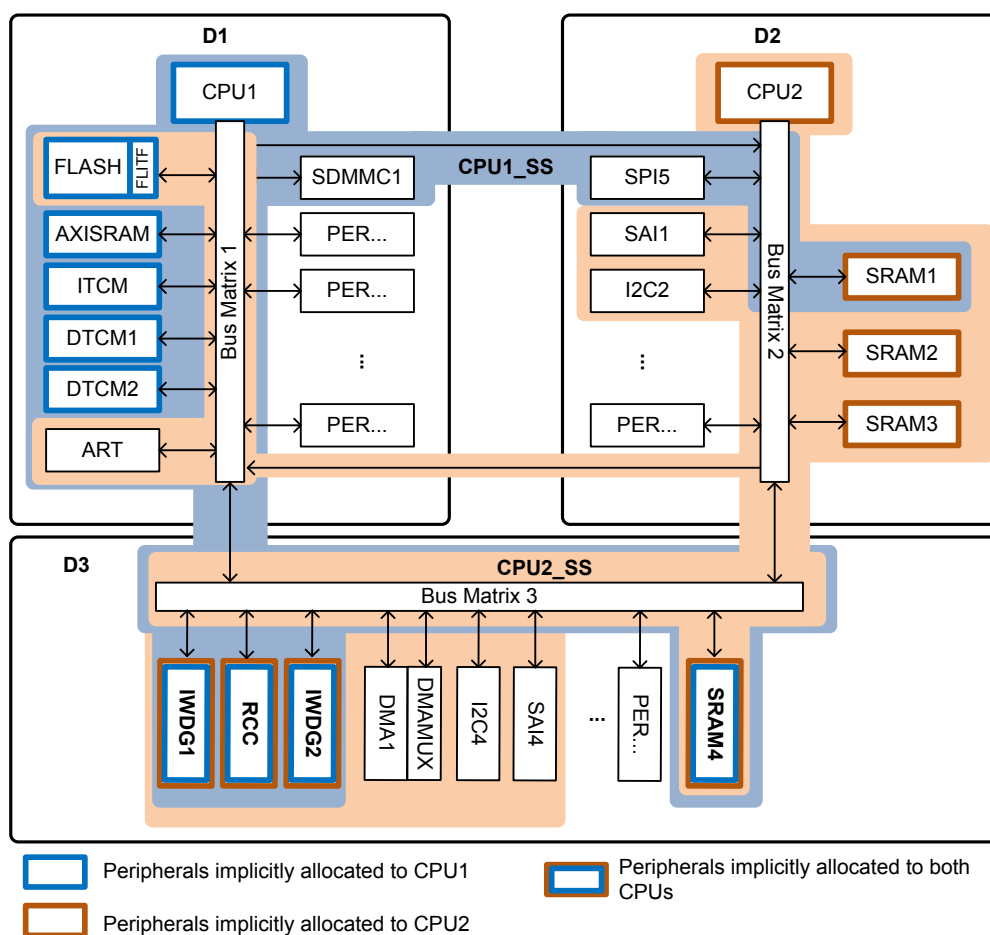 D1
D2
CPU1
CPU2
FLASH
FLITF
CPU1_SS
SDMMC1
SPI5
AXISRAM
PER...
SAI1
ITCM
PER...
I2C2
SRAM1
Bus Matrix 1
Bus Matrix 2
DTCM1
...
...
SRAM2
DTCM2
ART
PER...
PER...
SRAM3
D3
CPU2_SS
Bus Matrix 3
IWDG1
RCC
IWDG2
DMA1
DMAMUX
I2C4
SAI4
...
PER...
SRAM4
Peripherals implicitly allocated to CPU1
Peripherals implicitly allocated to both
CPUs
Peripherals implicitly allocated to CPU2